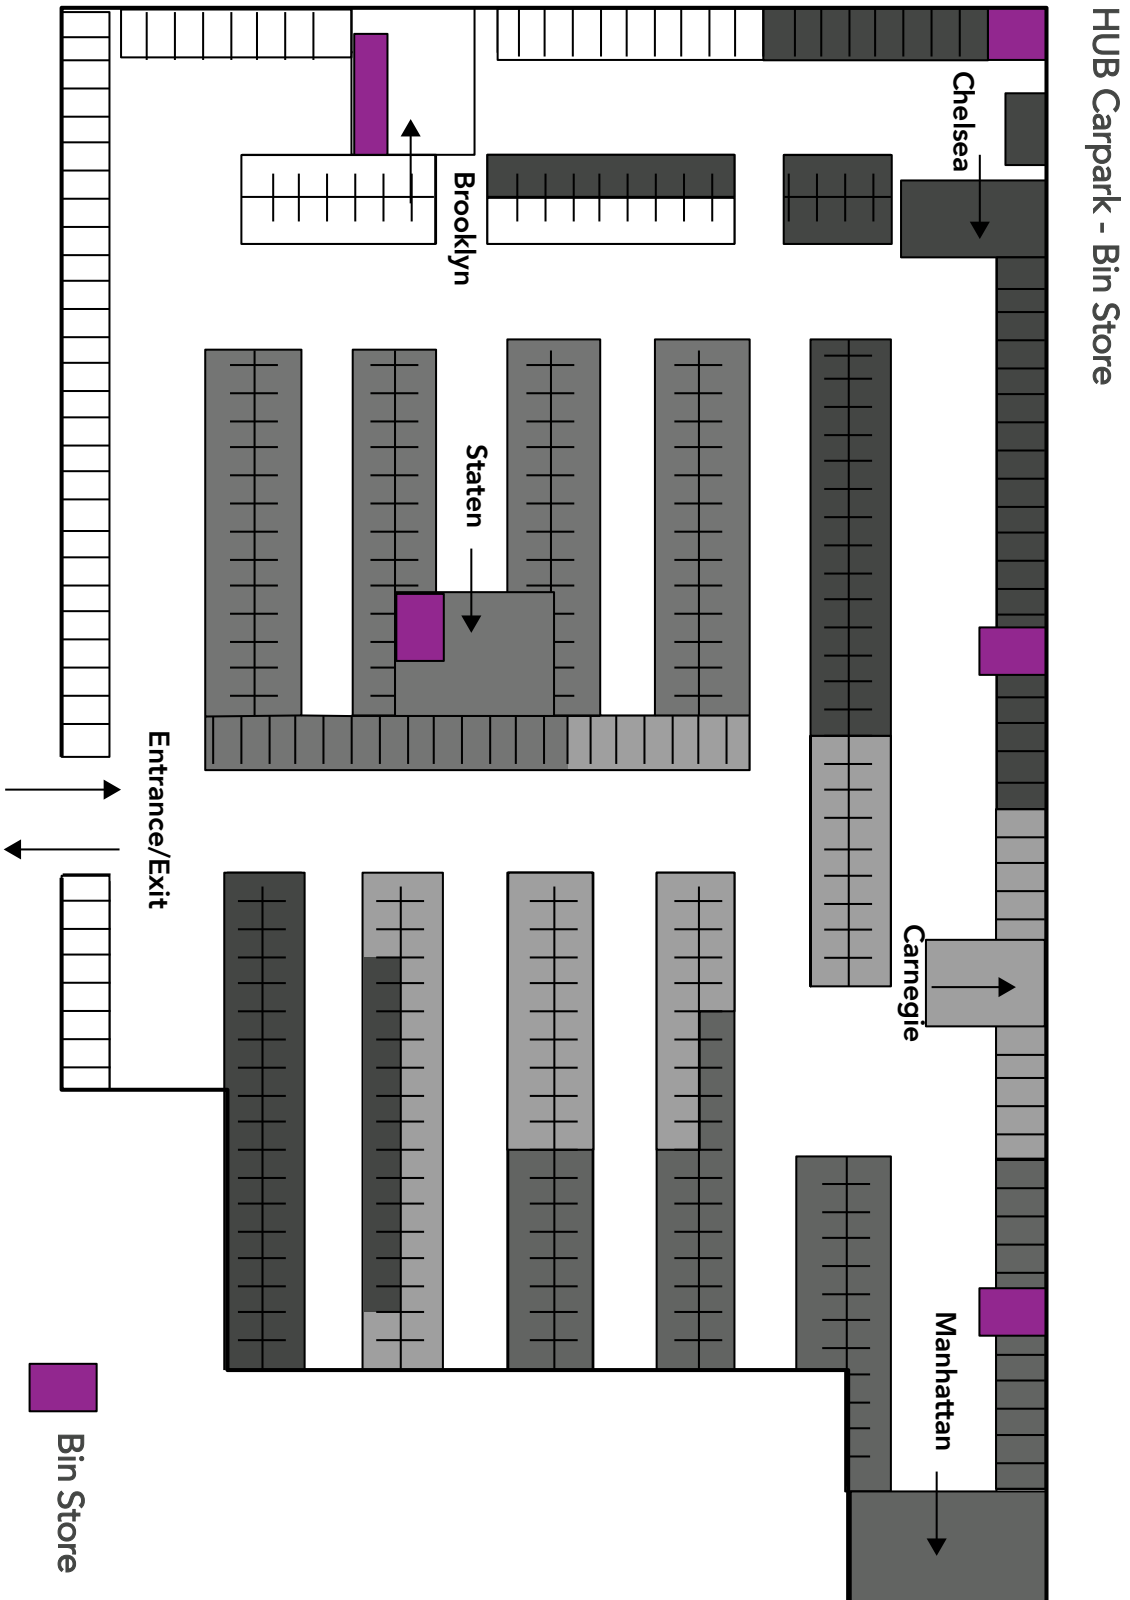 HUB Carpark - Bin Store
Chelsea
Brooklyn
Staten
Entrance/Exit
Carnegie
Manhattan
Bin Store